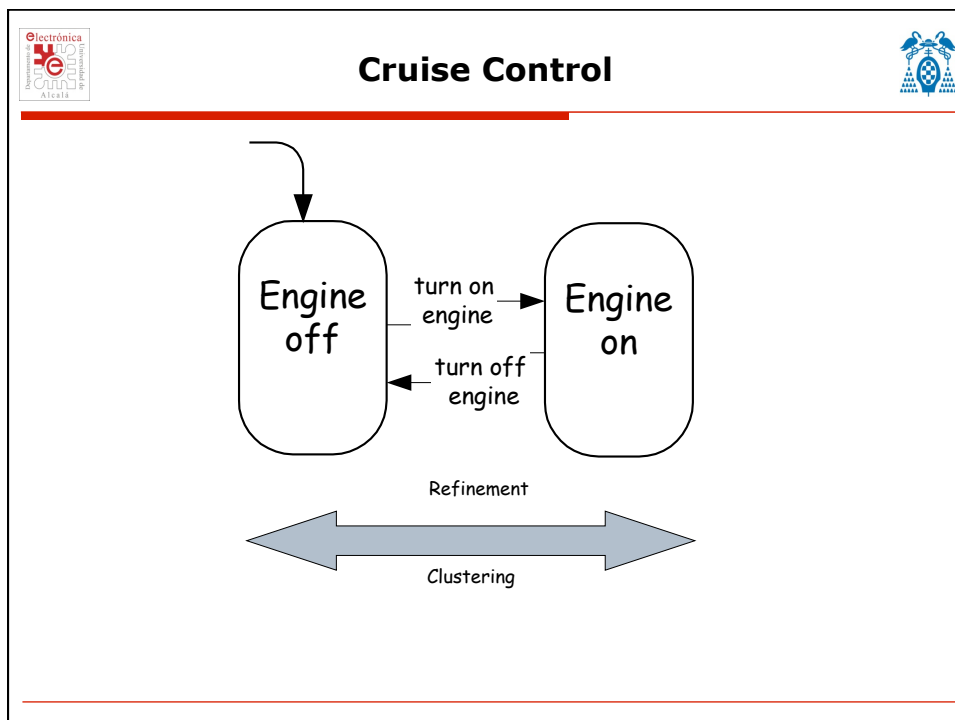 electrónica
Departamento de
Universidad de
Alcalá
Cruise Control
Engine
off
turn on
engine
turn off
engine
Engine
on
Refinement
Clustering